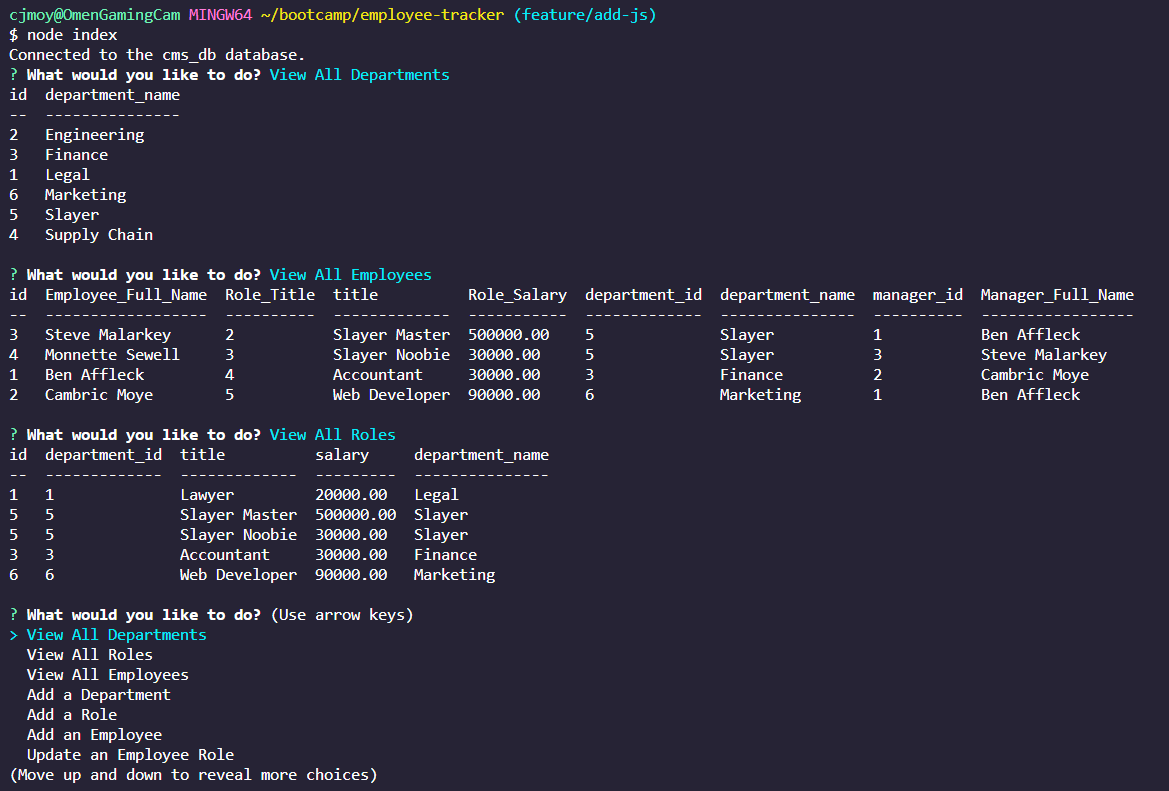 cjmoy@OmenGamingCam MINGW64 ~/bootcamp/employee-tracker (feature/add-js)
$ node index
Connected to the cms_db database.
? What would you like to do? View All Departments
id  department_name
--  ---------------
2   Engineering
3   Finance
1   Legal
6   Marketing
5   Slayer
4   Supply Chain
? What would you like to do? View All Employees
id  Employee_Full_Name  Role_Title  title          Role_Salary  department_id  department_name  manager_id  Manager_Full_Name
--  ------------------  ----------  -------------  -----------  -------------  ---------------  ----------  -----------------
3   Steve Malarkey      2           Slayer Master  500000.00    5              Slayer           1           Ben Affleck
4   Monnette Sewell     3           Slayer Noobie  30000.00     5              Slayer           3           Steve Malarkey
1   Ben Affleck         4           Accountant     30000.00     3              Finance          2           Cambric Moye
2   Cambric Moye        5           Web Developer  90000.00     6              Marketing        1           Ben Affleck
? What would you like to do? View All Roles
id  department_id  title          salary     department_name
--  -------------  -------------  ---------  ---------------
1   1              Lawyer         20000.00   Legal
5   5              Slayer Master  500000.00  Slayer
5   5              Slayer Noobie  30000.00   Slayer
3   3              Accountant     30000.00   Finance
6   6              Web Developer  90000.00   Marketing
? What would you like to do? (Use arrow keys)
> View All Departments
  View All Roles
  View All Employees
  Add a Department
  Add a Role
  Add an Employee
  Update an Employee Role
(Move up and down to reveal more choices)